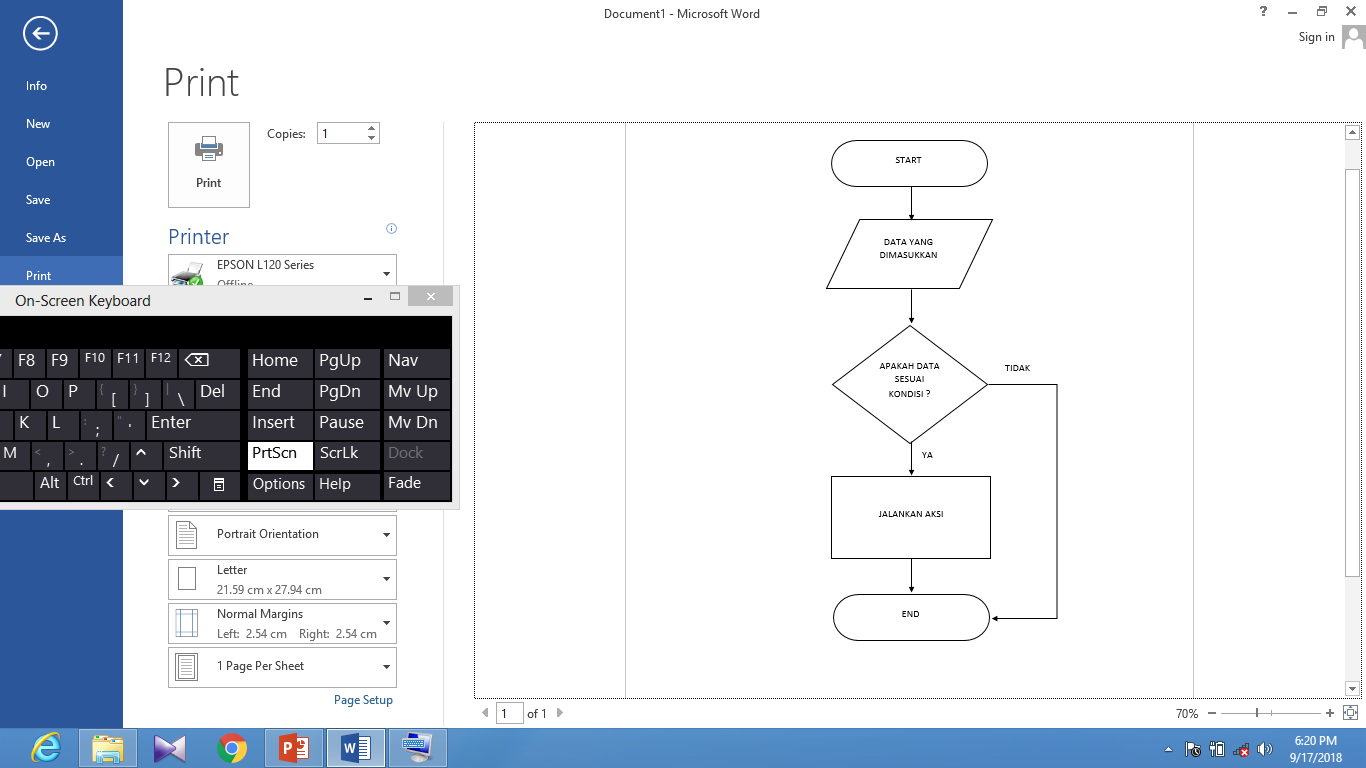 Document1 - Microsoft Word
?
Sign in
Info
New
Open
Save
Save As
Print
Print
Print
Copies: 1
Printer
EPSON L120 Series
Offline
On-Screen Keyboard
F8 F9 F10 F11 F12 Home PgUp Nav
I O P { [ } ] | \ Del End PgDn Mv Up
K L : ; " ' Enter Insert Pause Mv Dn
M < , > . ? / Shift PrtScn ScrLk Dock
Alt Ctrl Options Help Fade
Portrait Orientation
Letter
21.59 cm x 27.94 cm
Normal Margins
Left: 2.54 cm Right: 2.54 cm
1 Page Per Sheet
Page Setup
START
DATA YANG
DIMASUKKAN
APAKAH DATA
SESUAI
KONDISI ?
TIDAK
YA
JALANKAN AKSI
END
1 of 1
70%
6:20 PM
9/17/2018